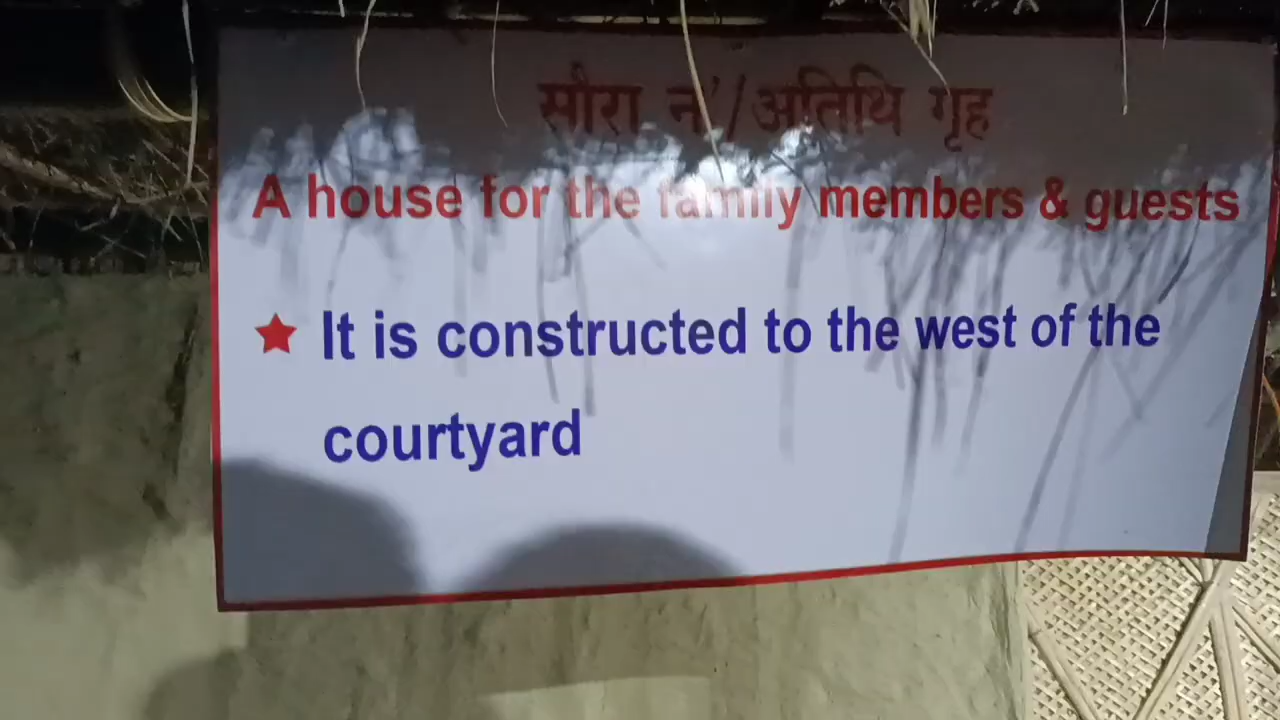 सौरा न'/अतिथि गृह
A house for the family members & guests
★ It is constructed to the west of the
courtyard